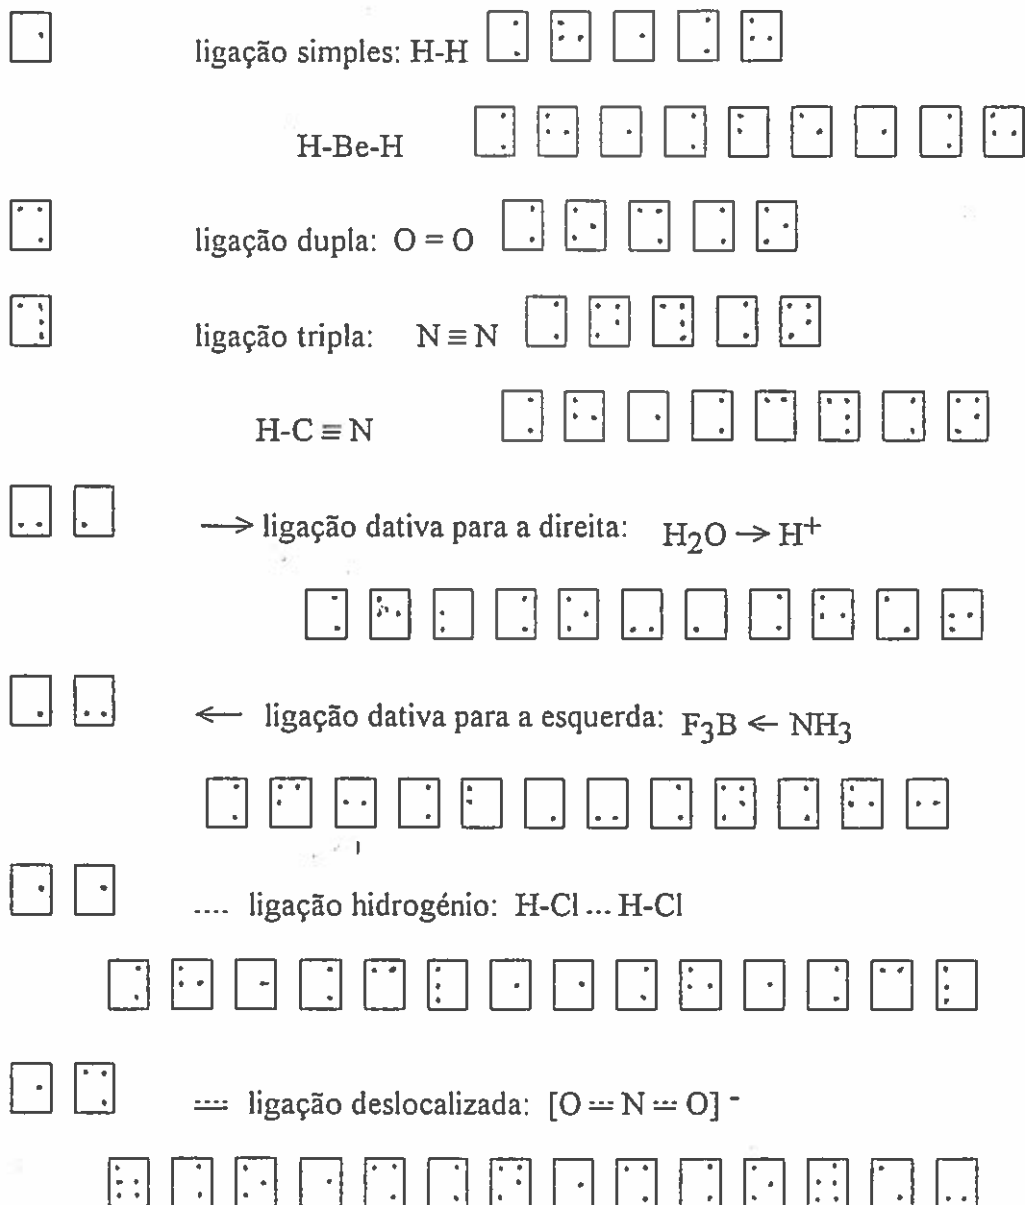 ligação simples: H-H
H-Be-H
ligação dupla: O = O
ligação tripla: N ≡ N
H-C ≡ N
→ ligação dativa para a direita: H₂O → H⁺
← ligação dativa para a esquerda: F₃B ← NH₃
.... ligação hidrogénio: H-Cl ... H-Cl
⩧ ligação deslocalizada: [O ⩧ N ⩧ O] -